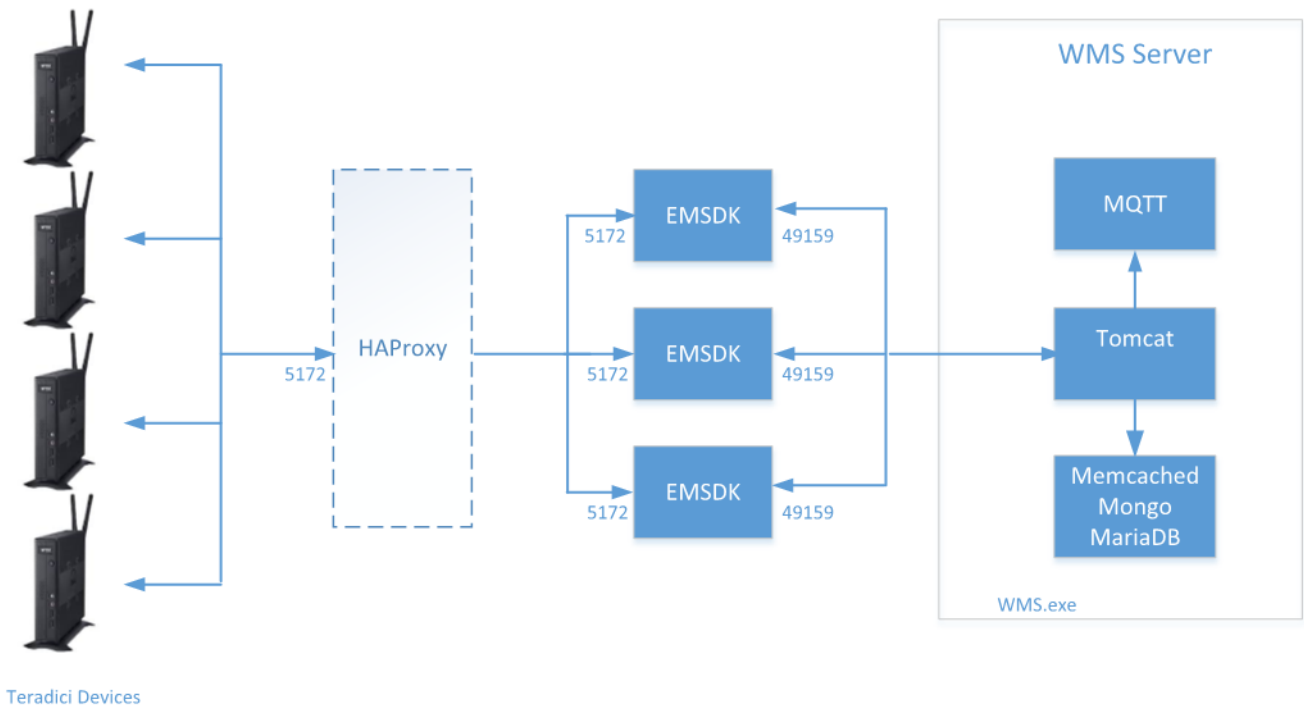 WMS Server
EMSDK
5172
49159
MQTT
HAProxy
5172
EMSDK
5172
49159
Tomcat
EMSDK
5172
49159
Memcached
Mongo
MariaDB
WMS.exe
Teradici Devices